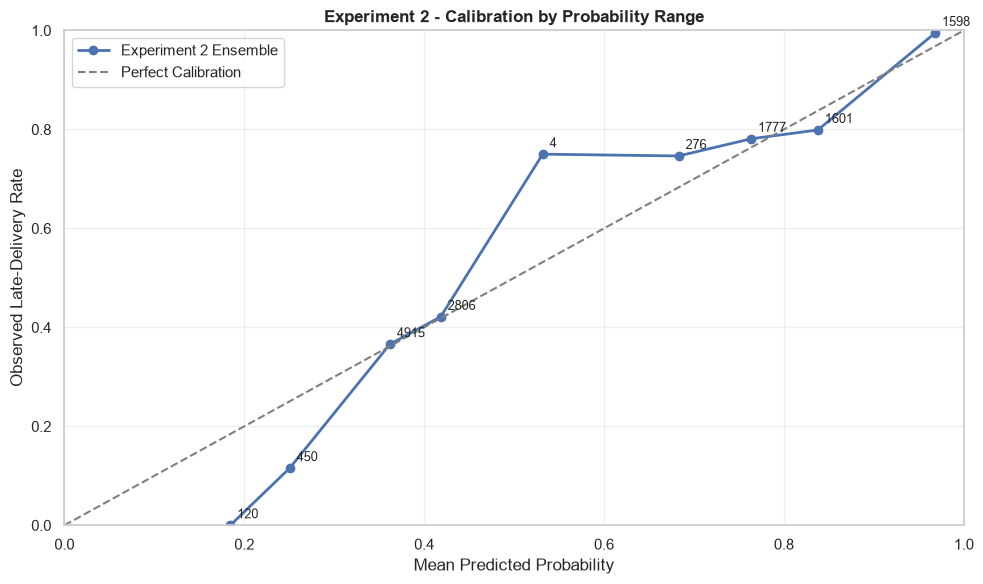 Experiment 2 - Calibration by Probability Range
1598
1.0
Experiment 2 Ensemble
Perfect Calibration
0.8
1601
1777
4
276
Observed Late-Delivery Rate
0.6
0.4
2806
4915
0.2
450
120
0.0
0.0 0.2 0.4 0.6 0.8 1.0
Mean Predicted Probability